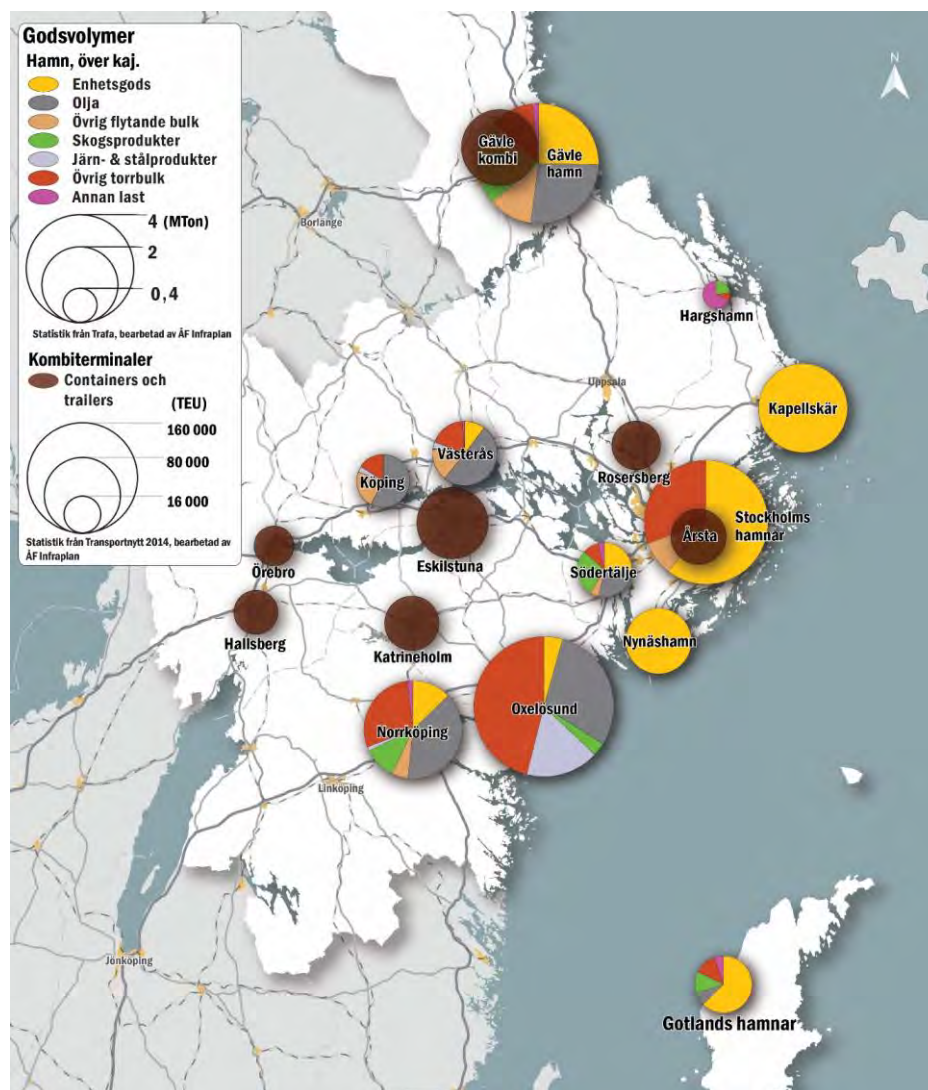 Godsvolymer
Hamn, över kaj.
Enhetsgods
Olja
Övrig flytande bulk
Skogsprodukter
Järn- & stålprodukter
Övrig torrbulk
Annan last
4 (MTon)
2
0,4
Statistik från Trafa, bearbetad av ÅF Infraplan
Kombiterminaler
Containers och
trailers
(TEU)
160 000
80 000
16 000
Statistik från Transportnytt 2014, bearbetad av
ÅF Infraplan
N
Gävle
kombi
Gävle
hamn
Borlänge
Hargshamn
Uppsala
Kapellskär
Västerås
Rosersberg
Köping
Stockholms
hamnar
Årsta
Eskilstuna
Örebro
Södertälje
Hallsberg
Katrineholm
Nynäshamn
Oxelösund
Norrköping
Linköping
Jönköping
Gotlands hamnar